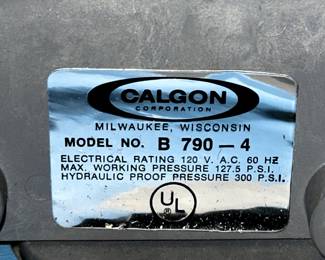 CALGON
CORPORATION
MILWAUKEE, WISCONSIN
MODEL NO. B 790-4
ELECTRICAL RATING 120 V. A.C. 60 HZ
MAX. WORKING PRESSURE 127.5 P.S.I.
HYDRAULIC PROOF PRESSURE 300 P.S.I.
UL